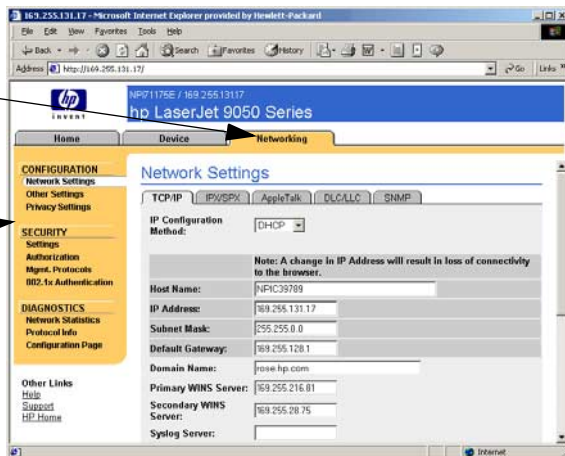 169.255.131.17 - Microsoft Internet Explorer provided by Hewlett-Packard
File Edit View Favorites Tools Help
Back Search Favorites History
Address http://169.255.131.17/ Go Links »
hp
invent
NPI71175E / 169.255.131.17
hp LaserJet 9050 Series
Home Device Networking
CONFIGURATION
Network Settings
Other Settings
Privacy Settings
SECURITY
Settings
Authorization
Mgmt. Protocols
802.1x Authentication
DIAGNOSTICS
Network Statistics
Protocol Info
Configuration Page
Other Links
Help
Support
HP Home
Network Settings
TCP/IP IPX/SPX AppleTalk DLC/LLC SNMP
IP Configuration Method: DHCP
Note: A change in IP Address will result in loss of connectivity to the browser.
Host Name: NPIC39789
IP Address: 169.255.131.17
Subnet Mask: 255.255.0.0
Default Gateway: 169.255.128.1
Domain Name: rose.hp.com
Primary WINS Server: 169.255.216.81
Secondary WINS Server: 169.255.28.75
Syslog Server:
Internet